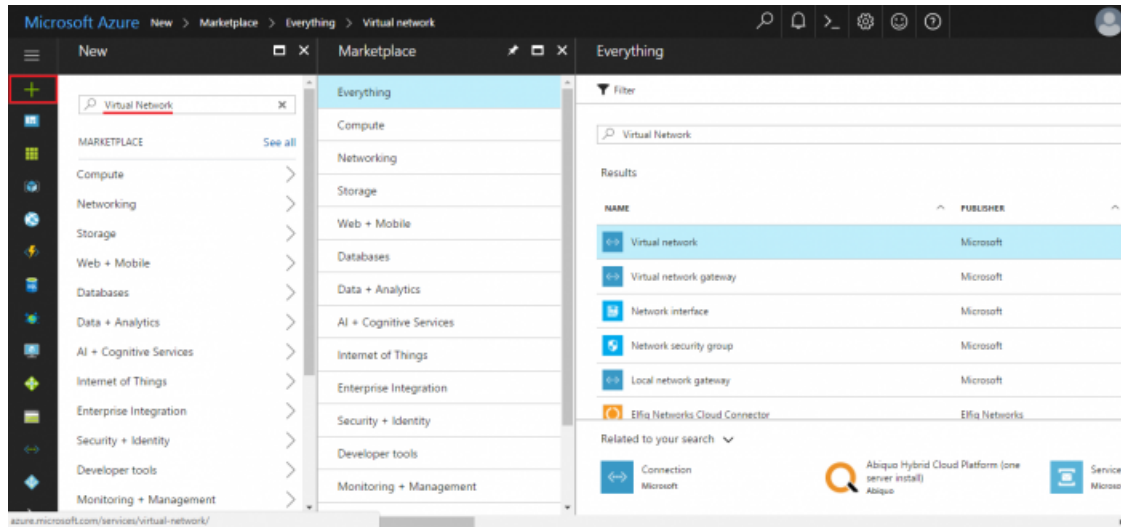 Microsoft Azure New > Marketplace > Everything > Virtual network
New
Virtual Network
MARKETPLACE See all
Compute
Networking
Storage
Web + Mobile
Databases
Data + Analytics
AI + Cognitive Services
Internet of Things
Enterprise Integration
Security + Identity
Developer tools
Monitoring + Management
Marketplace
Everything
Compute
Networking
Storage
Web + Mobile
Databases
Data + Analytics
AI + Cognitive Services
Internet of Things
Enterprise Integration
Security + Identity
Developer tools
Monitoring + Management
Everything
Filter
Virtual Network
Results
NAME PUBLISHER
Virtual network Microsoft
Virtual network gateway Microsoft
Network interface Microsoft
Network security group Microsoft
Local network gateway Microsoft
Elfiq Networks Cloud Connector Elfiq Networks
Related to your search
Connection
Microsoft
Abiquo Hybrid Cloud Platform (one
server install)
Abiquo
Service
Microso
azure.microsoft.com/services/virtual-network/